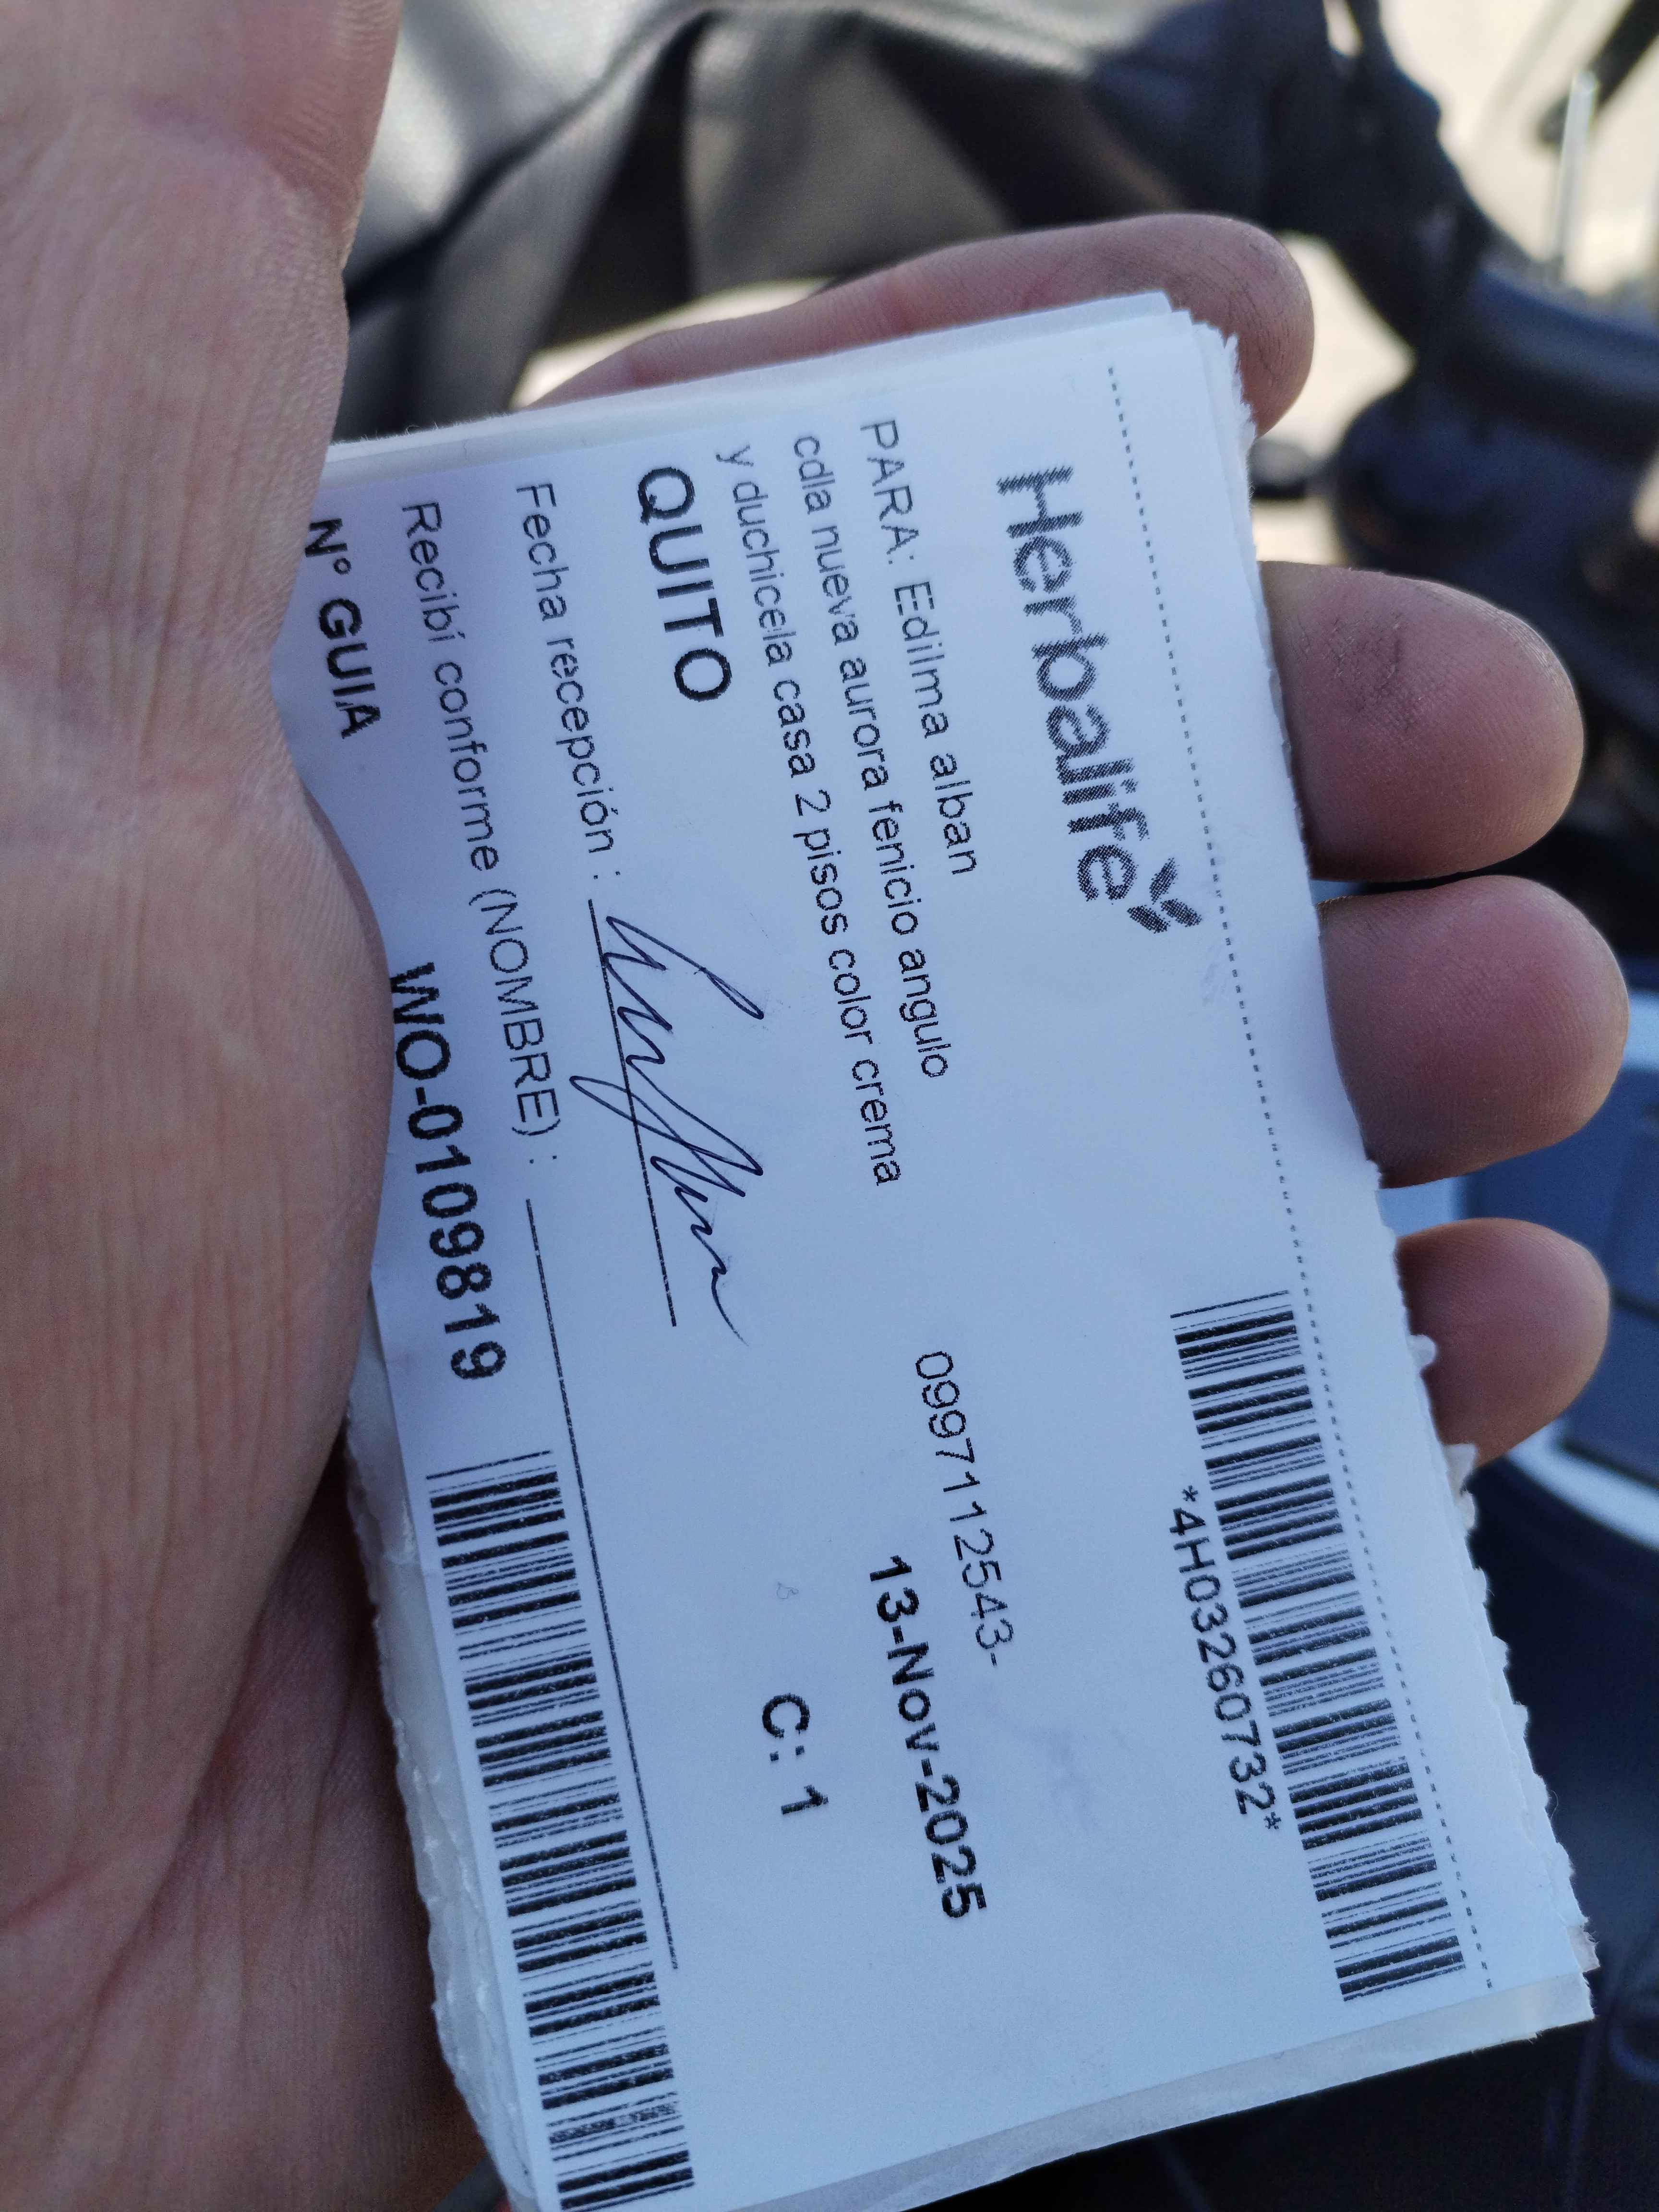 Herbalife
*4H03260732*
PARA: Edilma alban
0997112543-
cdla nueva aurora fenicio angulo
13-Nov-2025
y duchicela casa 2 pisos color crema
QUITO
C: 1
Fecha recepción :
Recibí conforme (NOMBRE) :
N° GUIA
WO-0109819